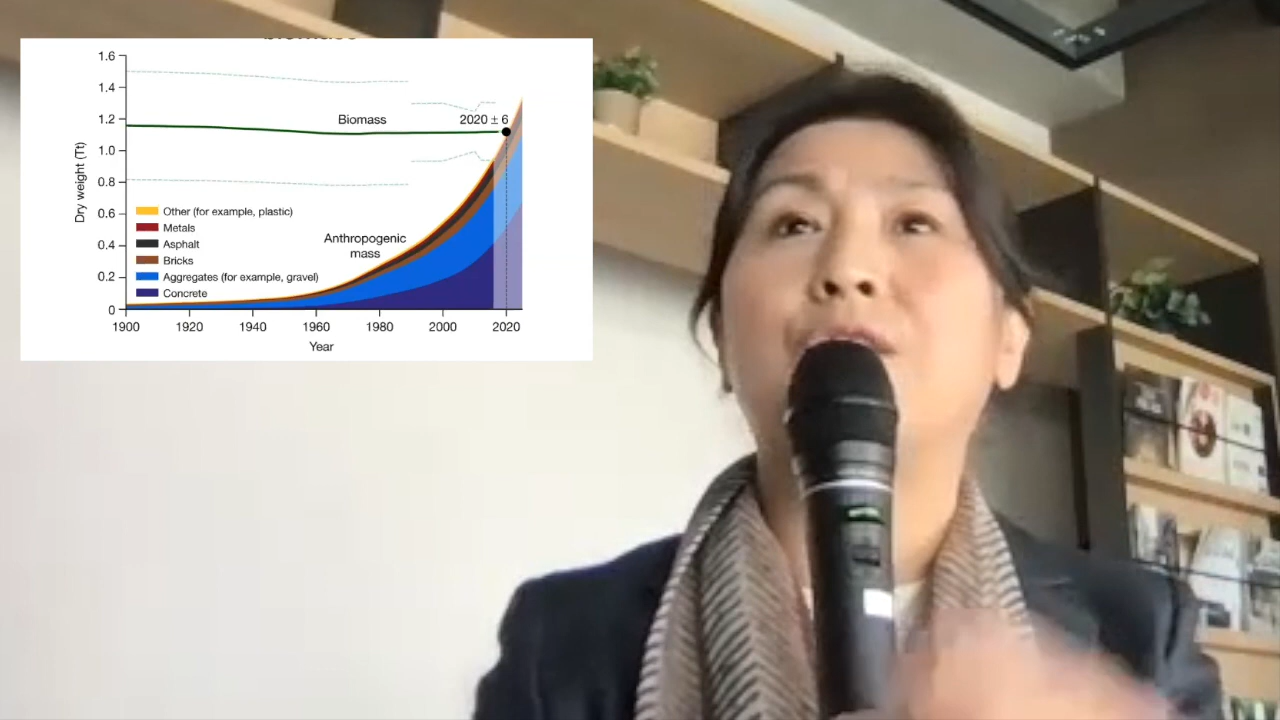 1.6
1.4
1.2
1.0
0.8
0.6
0.4
0.2
0
Dry weight (Tt)
Biomass
2020 ± 6
Anthropogenic
mass
Other (for example, plastic)
Metals
Asphalt
Bricks
Aggregates (for example, gravel)
Concrete
1900 1920 1940 1960 1980 2000 2020
Year